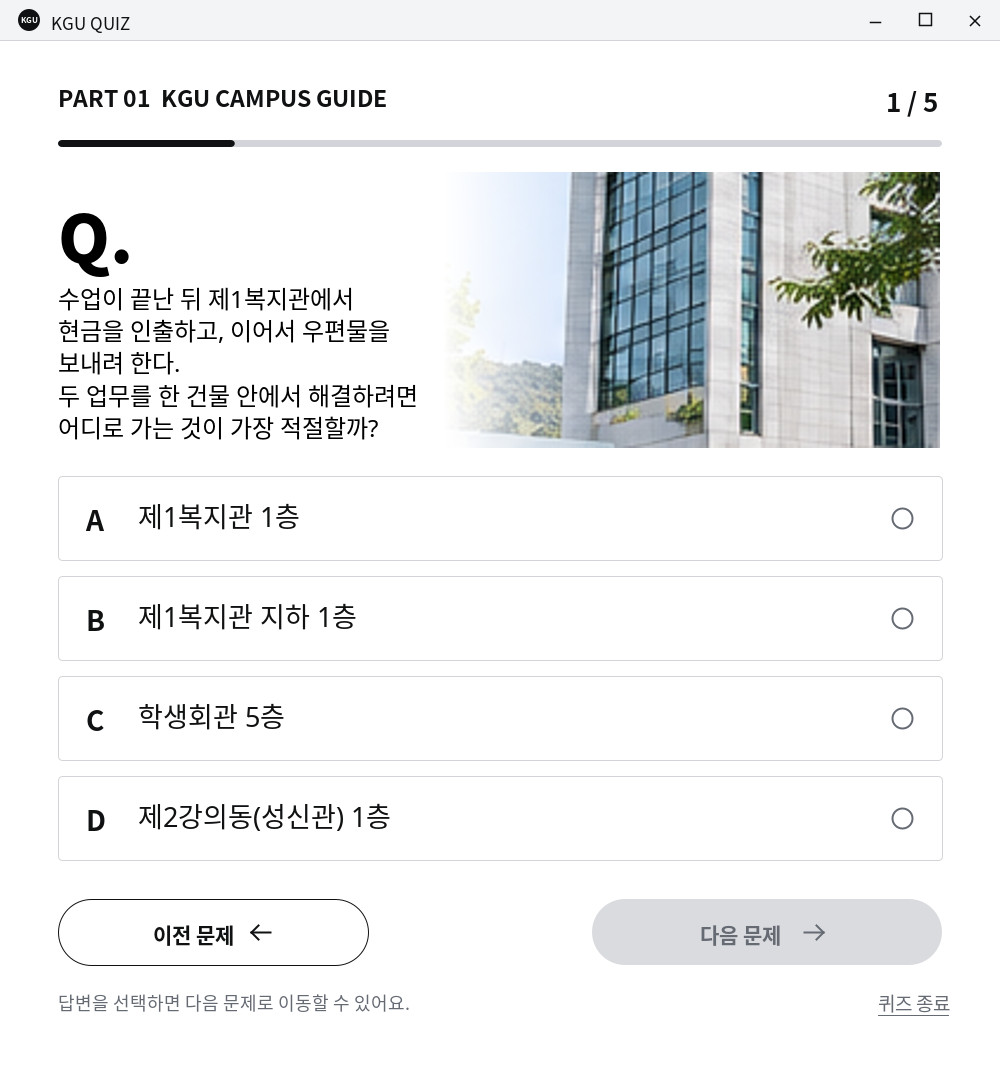 KGU KGU QUIZ
PART 01 KGU CAMPUS GUIDE
1 / 5
Q.
수업이 끝난 뒤 제1복지관에서
현금을 인출하고, 이어서 우편물을
보내려 한다.
두 업무를 한 건물 안에서 해결하려면
어디로 가는 것이 가장 적절할까?
A 제1복지관 1층
B 제1복지관 지하 1층
C 학생회관 5층
D 제2강의동(성신관) 1층
이전 문제 ←
다음 문제 →
답변을 선택하면 다음 문제로 이동할 수 있어요.
퀴즈 종료